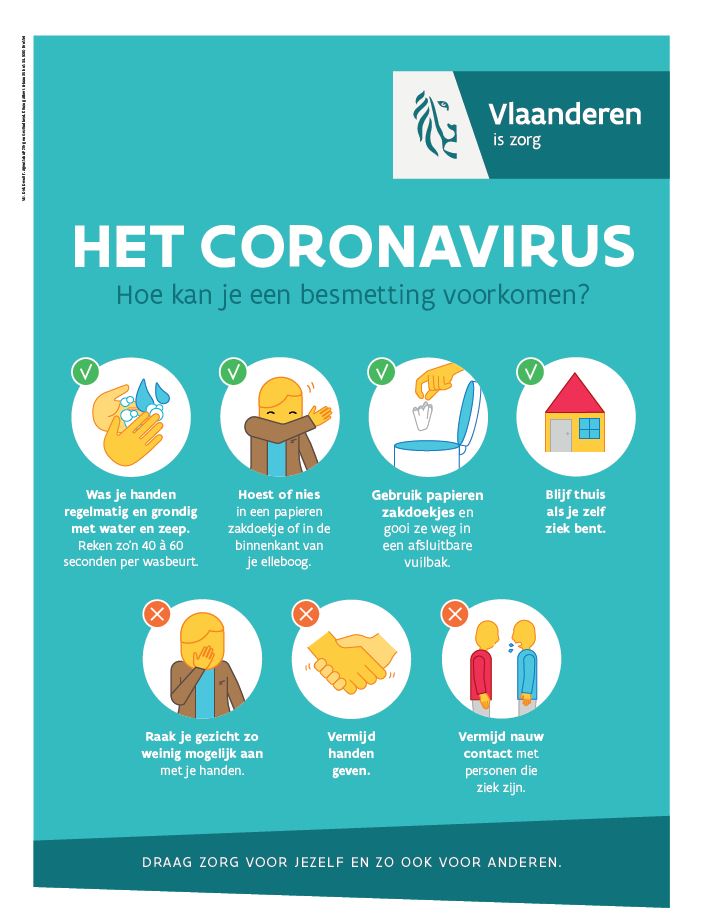 Vlaanderen
is zorg
HET CORONAVIRUS
Hoe kan je een besmetting voorkomen?
Was je handen
regelmatig en grondig
met water en zeep.
Reken zo'n 40 à 60
seconden per wasbeurt.
Hoest of nies
in een papieren
zakdoekje of in de
binnenkant van
je elleboog.
Gebruik papieren
zakdoekjes en
gooi ze weg in
een afsluitbare
vuilbak.
Blijf thuis
als je zelf
ziek bent.
Raak je gezicht zo
weinig mogelijk aan
met je handen.
Vermijd
handen
geven.
Vermijd nauw
contact met
personen die
ziek zijn.
DRAAG ZORG VOOR JEZELF EN ZO OOK VOOR ANDEREN.